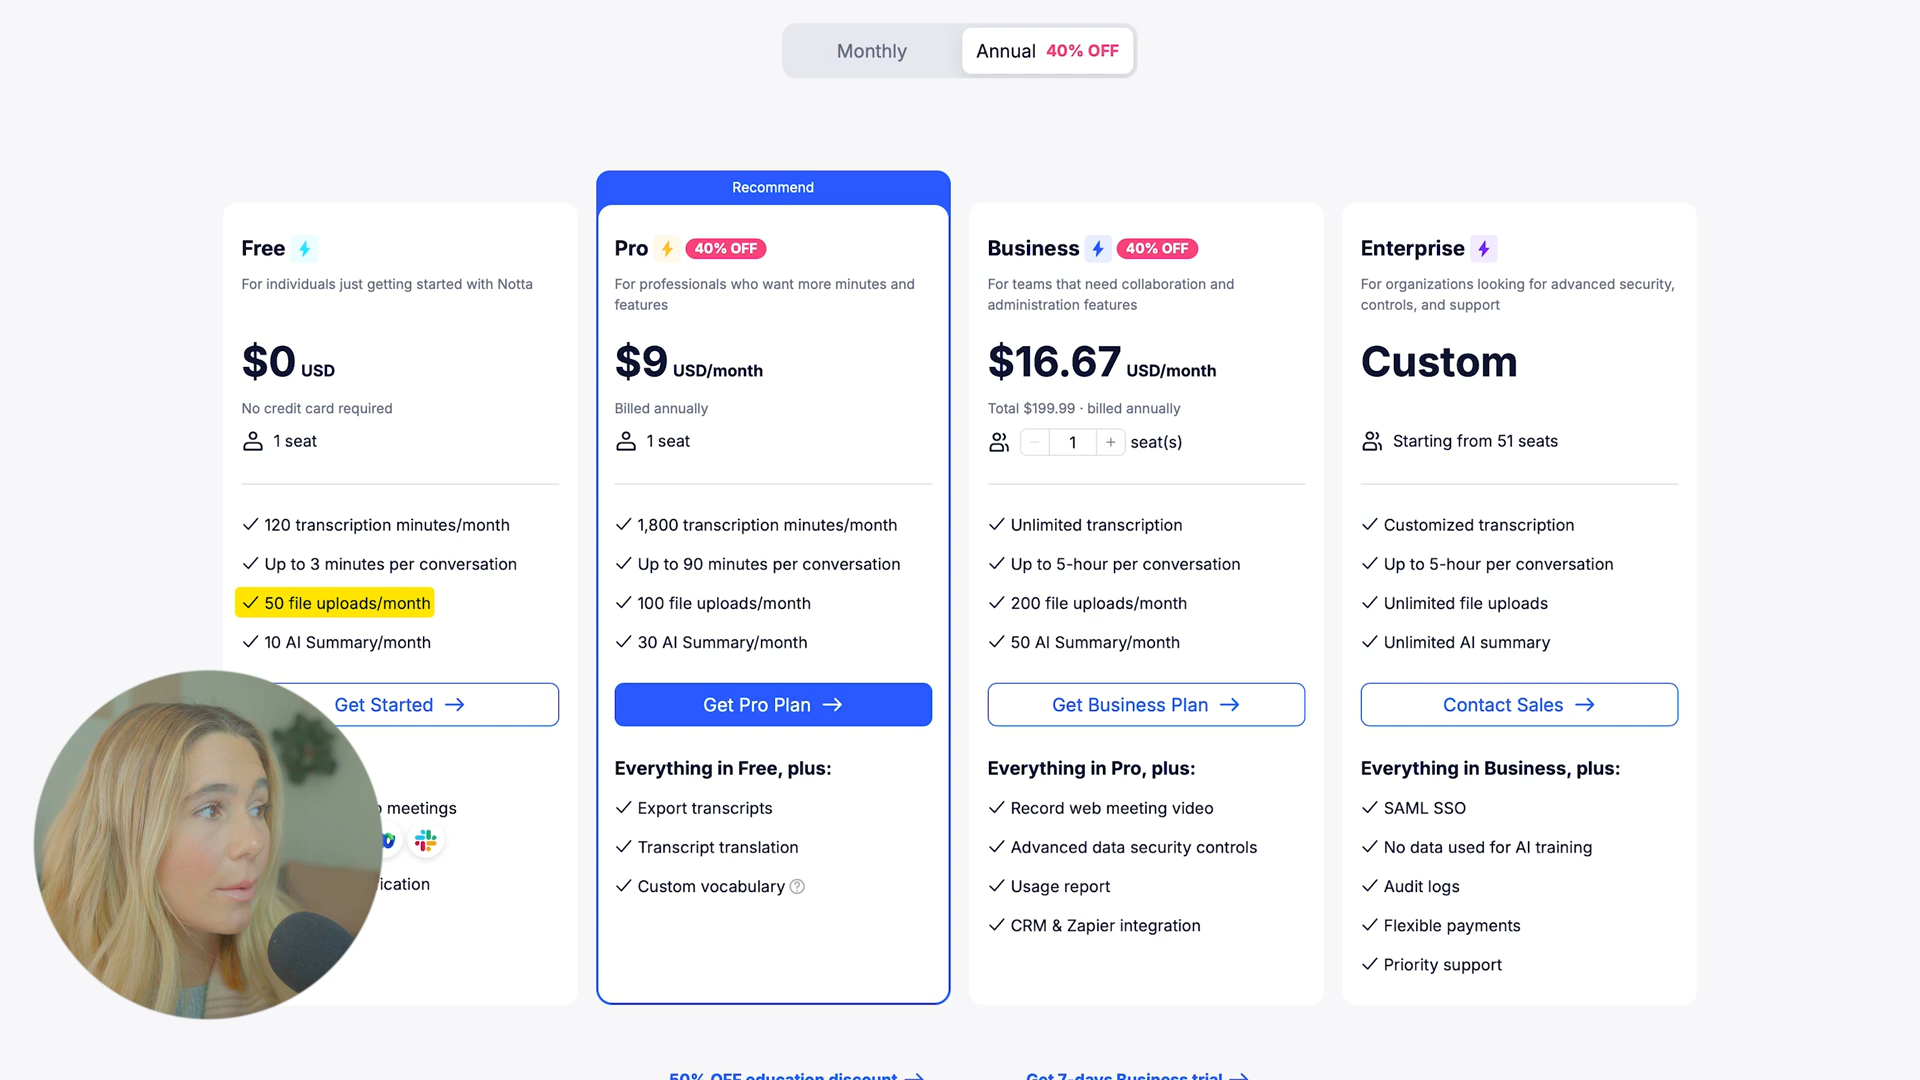 Monthly
Annual 40% OFF
Recommend
Free
For individuals just getting started with Notta
$0 USD
No credit card required
1 seat
120 transcription minutes/month
Up to 3 minutes per conversation
50 file uploads/month
10 AI Summary/month
Get Started
meetings
Pro 40% OFF
For professionals who want more minutes and
features
$9 USD/month
Billed annually
1 seat
1,800 transcription minutes/month
Up to 90 minutes per conversation
100 file uploads/month
30 AI Summary/month
Get Pro Plan
Everything in Free, plus:
Export transcripts
Transcript translation
Custom vocabulary
Business 40% OFF
For teams that need collaboration and
administration features
$16.67 USD/month
Total $199.99 · billed annually
1 seat(s)
Unlimited transcription
Up to 5-hour per conversation
200 file uploads/month
50 AI Summary/month
Get Business Plan
Everything in Pro, plus:
Record web meeting video
Advanced data security controls
Usage report
CRM & Zapier integration
Enterprise
For organizations looking for advanced security,
controls, and support
Custom
Starting from 51 seats
Customized transcription
Up to 5-hour per conversation
Unlimited file uploads
Unlimited AI summary
Contact Sales
Everything in Business, plus:
SAML SSO
No data used for AI training
Audit logs
Flexible payments
Priority support
50% OFF education discount
Get 7-days Business trial